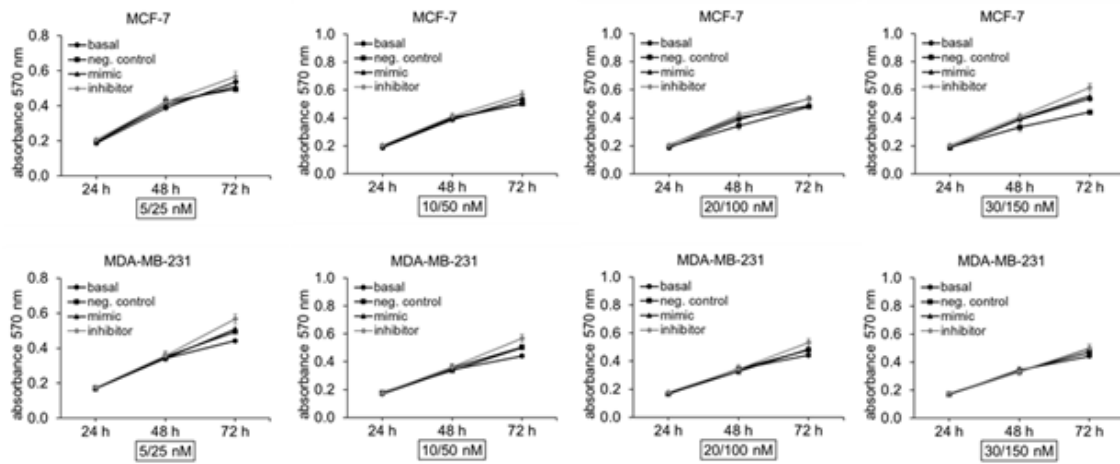 MCF-7
absorbance 570 nm
0.8
0.6
0.4
0.2
0.0
basal
neg. control
mimic
inhibitor
24 h 48 h 72 h
5/25 nM
MCF-7
absorbance 570 nm
1.0
0.8
0.6
0.4
0.2
0.0
basal
neg. control
mimic
inhibitor
24 h 48 h 72 h
10/50 nM
MCF-7
absorbance 570 nm
1.0
0.8
0.6
0.4
0.2
0.0
basal
neg. control
mimic
inhibitor
24 h 48 h 72 h
20/100 nM
MCF-7
absorbance 570 nm
1.0
0.8
0.6
0.4
0.2
0.0
basal
neg. control
mimic
inhibitor
24 h 48 h 72 h
30/150 nM
MDA-MB-231
absorbance 570 nm
0.8
0.6
0.4
0.2
0.0
basal
neg. control
mimic
inhibitor
24 h 48 h 72 h
5/25 nM
MDA-MB-231
absorbance 570 nm
1.0
0.8
0.6
0.4
0.2
0.0
basal
neg. control
mimic
inhibitor
24 h 48 h 72 h
10/50 nM
MDA-MB-231
absorbance 570 nm
1.0
0.8
0.6
0.4
0.2
0.0
basal
neg. control
mimic
inhibitor
24 h 48 h 72 h
20/100 nM
MDA-MB-231
absorbance 570 nm
1.0
0.8
0.6
0.4
0.2
0.0
basal
neg. control
mimic
inhibitor
24 h 48 h 72 h
30/150 nM